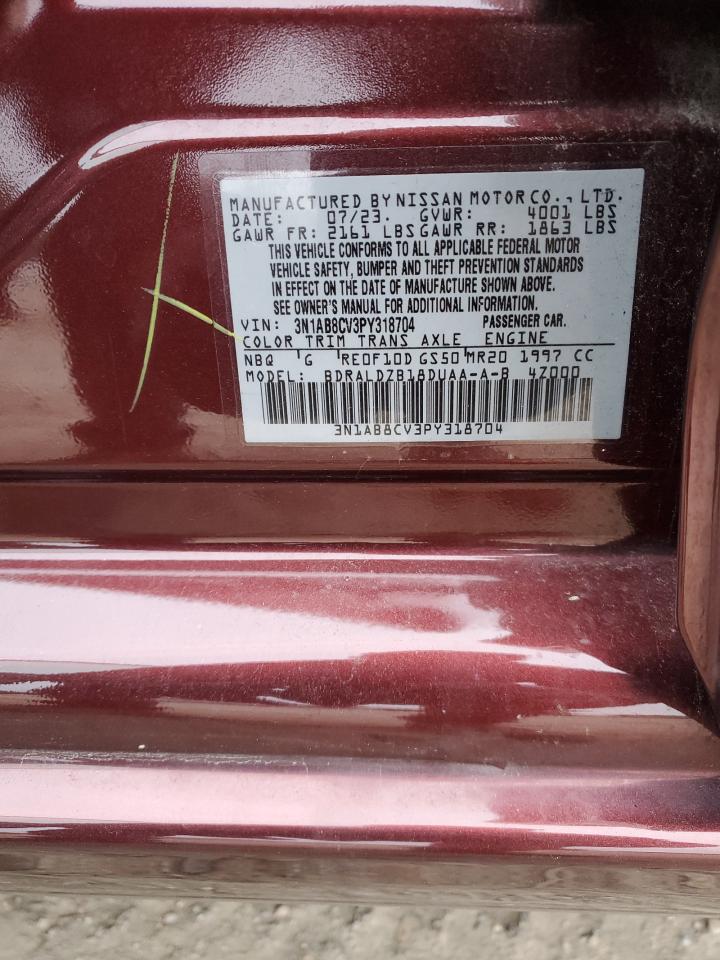 MANUFACTURED BY NISSAN MOTOR CO., LTD.
DATE: 07/23. GVWR: 4001 LBS
GAWR FR: 2161 LBS GAWR RR: 1863 LBS
THIS VEHICLE CONFORMS TO ALL APPLICABLE FEDERAL MOTOR
VEHICLE SAFETY, BUMPER AND THEFT PREVENTION STANDARDS
IN EFFECT ON THE DATE OF MANUFACTURE SHOWN ABOVE.
SEE OWNER'S MANUAL FOR ADDITIONAL INFORMATION.
VIN: 3N1AB8CV3PY318704 PASSENGER CAR.
COLOR TRIM TRANS AXLE ENGINE
NBQ G RE0F10D GS50 MR20 1997 CC
MODEL: BDRALDZB18DUAA-A-B 4Z000
3N1AB8CV3PY318704